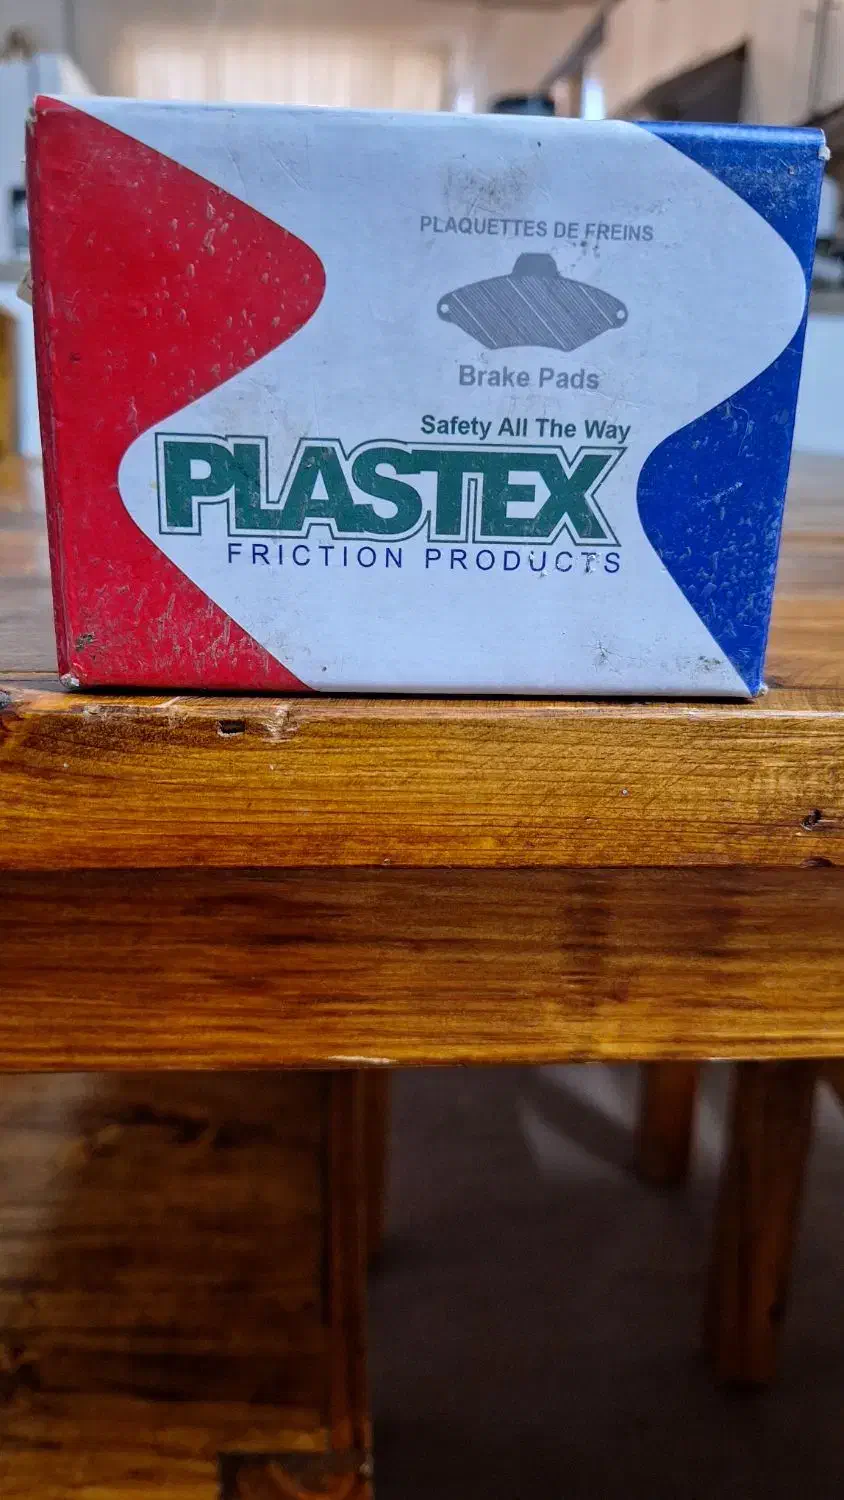 PLAQUETTES DE FREINS
Brake Pads
Safety All The Way
PLASTEX
FRICTION PRODUCTS